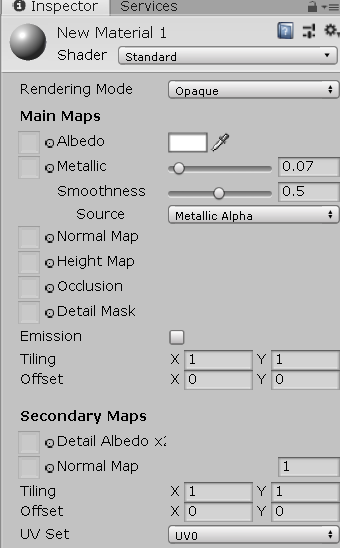 Inspector Services
New Material 1
Shader Standard
Rendering Mode Opaque
Main Maps
Albedo
Metallic 0.07
Smoothness 0.5
Source Metallic Alpha
Normal Map
Height Map
Occlusion
Detail Mask
Emission
Tiling X 1 Y 1
Offset X 0 Y 0
Secondary Maps
Detail Albedo x2
Normal Map 1
Tiling X 1 Y 1
Offset X 0 Y 0
UV Set UV0